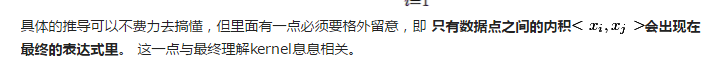 i=1
具体的推导可以不费力去搞懂，但里面有一点必须要格外留意，即 只有数据点之间的内积< x_i, x_j >会出现在
最终的表达式里。 这一点与最终理解kernel息息相关。